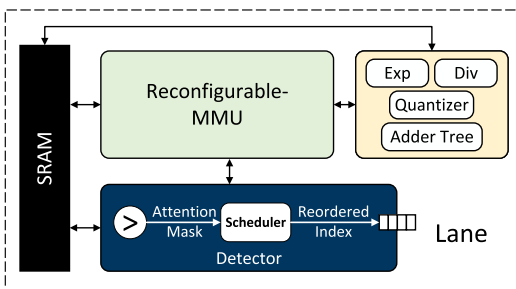 SRAM
Reconfigurable-
MMU
Exp
Div
Quantizer
Adder Tree
>
Attention
Mask
Scheduler
Reordered
Index
Detector
Lane